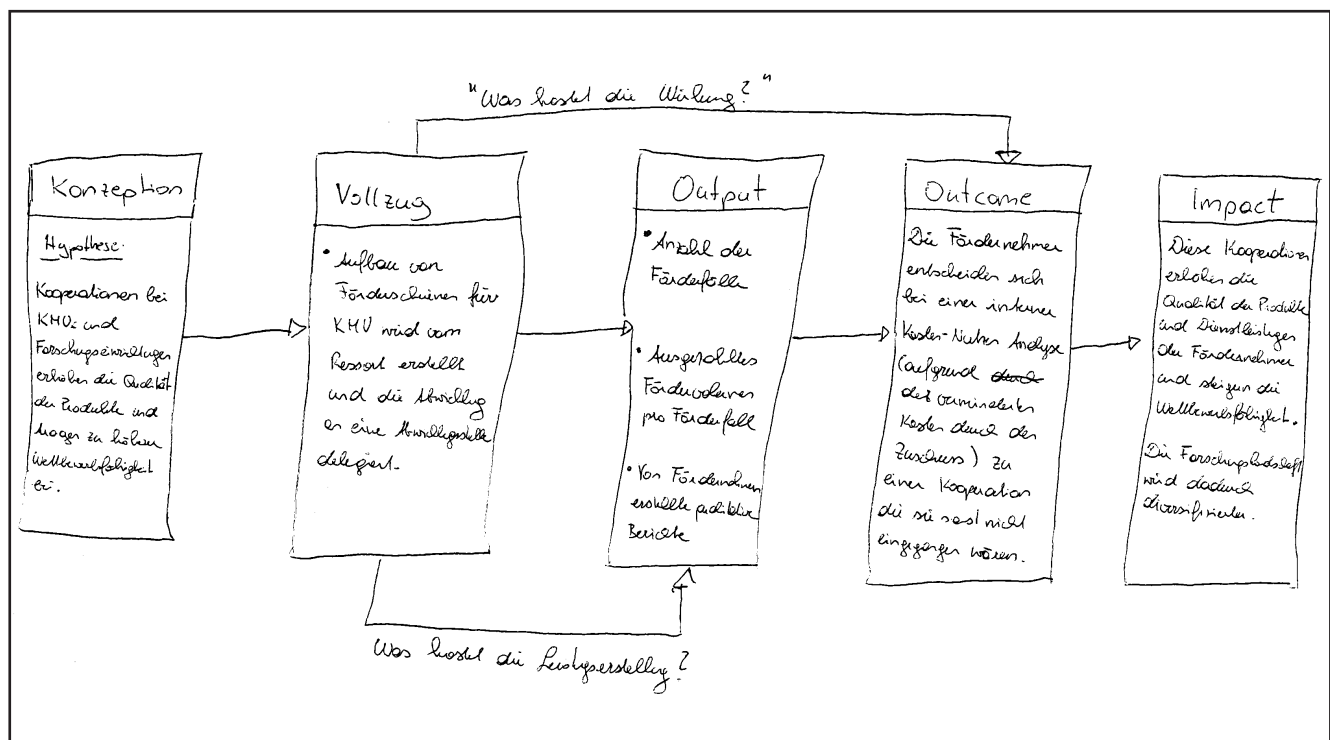 "Was kostet die Wirkung?"
Konzeption
Hypothese:
Kooperationen bei
KMUs und
Forschungseinrichtungen
erhöhen die Qualität
der Produkte und
tragen zu höherer
Wettbewerbsfähigkeit
bei.
Vollzug
• Aufbau von
Förderschienen für
KMU wird vom
Ressort erstellt
und die Abwicklung
an eine Abwicklungsstelle
delegiert.
Output
• Anzahl der
Förderfälle
• Ausgezahltes
Fördervolumen
pro Förderfall
• Von Fördernehmern
erstellte
Berichte
Outcome
Die Fördernehmer
entscheiden sich
bei einer internen
Kosten-Nutzen Analyse
(aufgrund durch
der verminderten
Kosten durch den
Zuschuss) zu
einer Kooperation
die sie sonst nicht
eingegangen wären.
Impact
Diese Kooperationen
erhöhen die
Qualität der Produkte
und Dienstleistungen
der Fördernehmer
und steigern die
Wettbewerbsfähigkeit.
Die Forschungslandschaft
wird dadurch
diversifizierter.
Was kostet die Leistungserstellung?